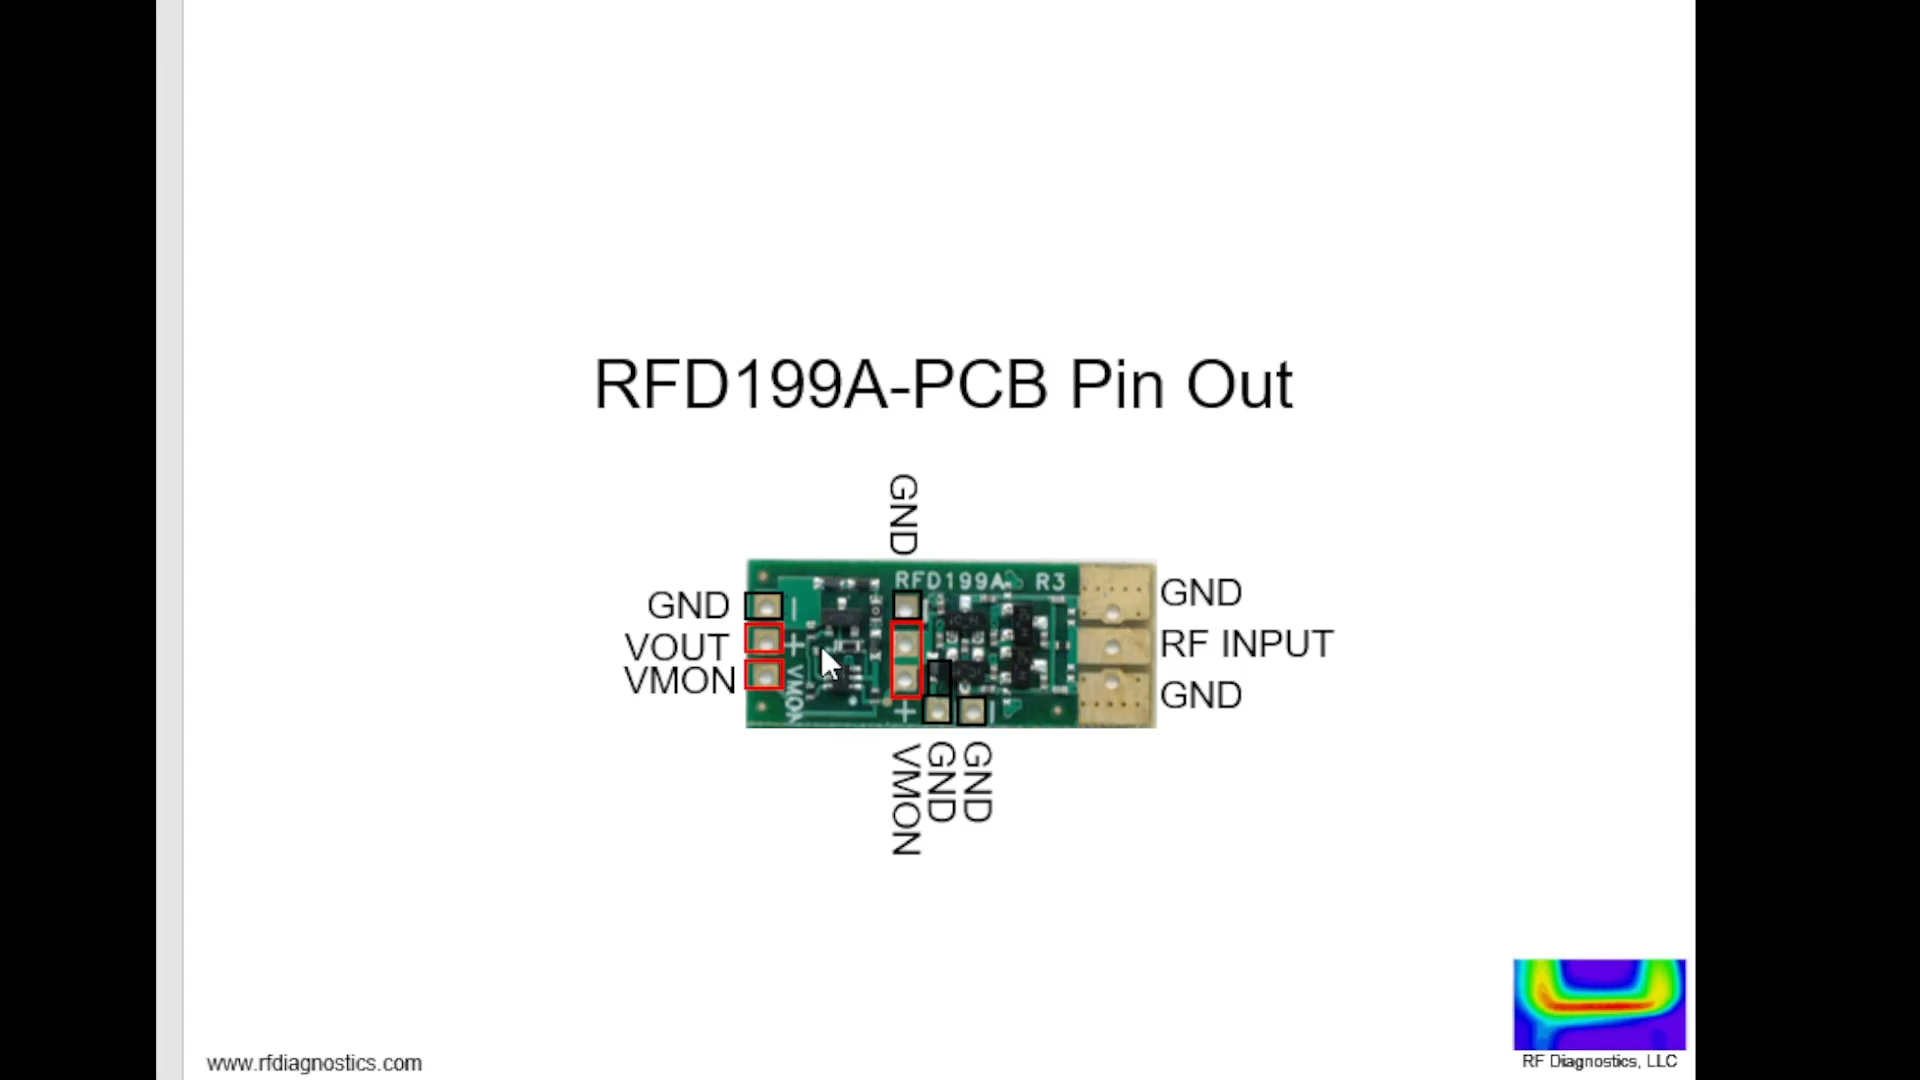 RFD199A-PCB Pin Out
GND
RFD199A R3
GND
VOUT
VMON
VMON
GND
RF INPUT
GND
VMON
GND
GND
www.rfdiagnostics.com
RF Diagnostics, LLC